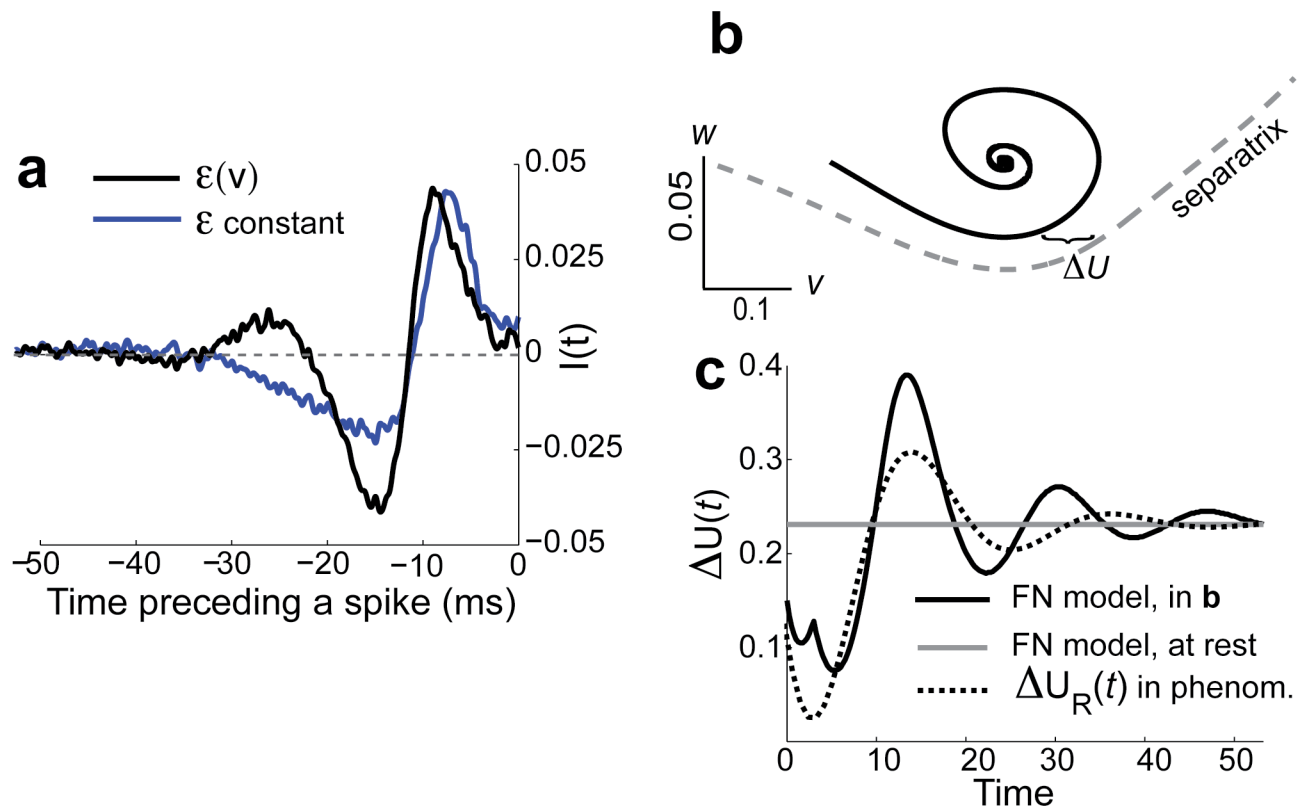 a
ε(v)
ε constant
0.05
0.025
0
−0.025
−0.05
I(t)
−50 −40 −30 −20 −10 0
Time preceding a spike (ms)
b
w
0.05
0.1
v
separatrix
ΔU
c
0.4
0.3
0.2
0.1
ΔU(t)
FN model, in b
FN model, at rest
ΔU_R(t) in phenom.
0 10 20 30 40 50
Time